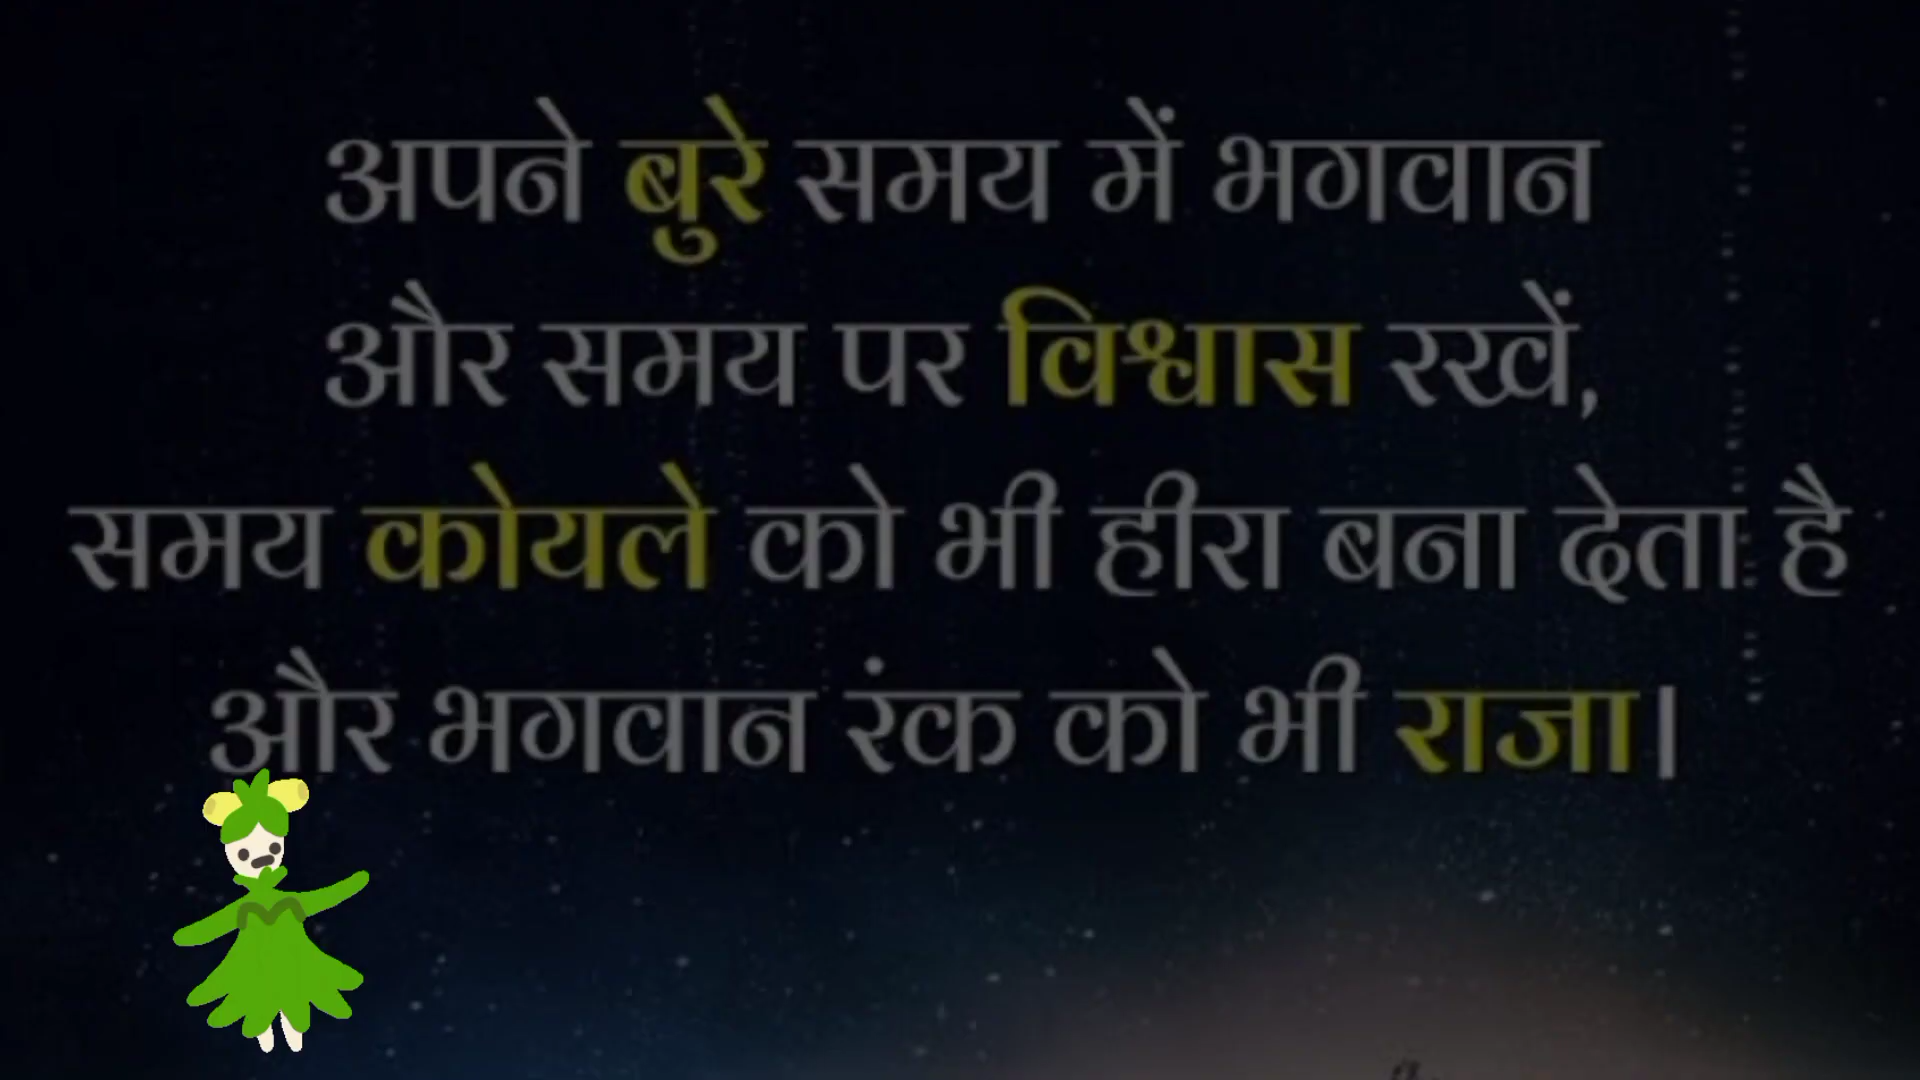 अपने बुरे समय में भगवान
और समय पर विश्वास रखें,
समय कोयले को भी हीरा बना देता है
और भगवान रंक को भी राजा।